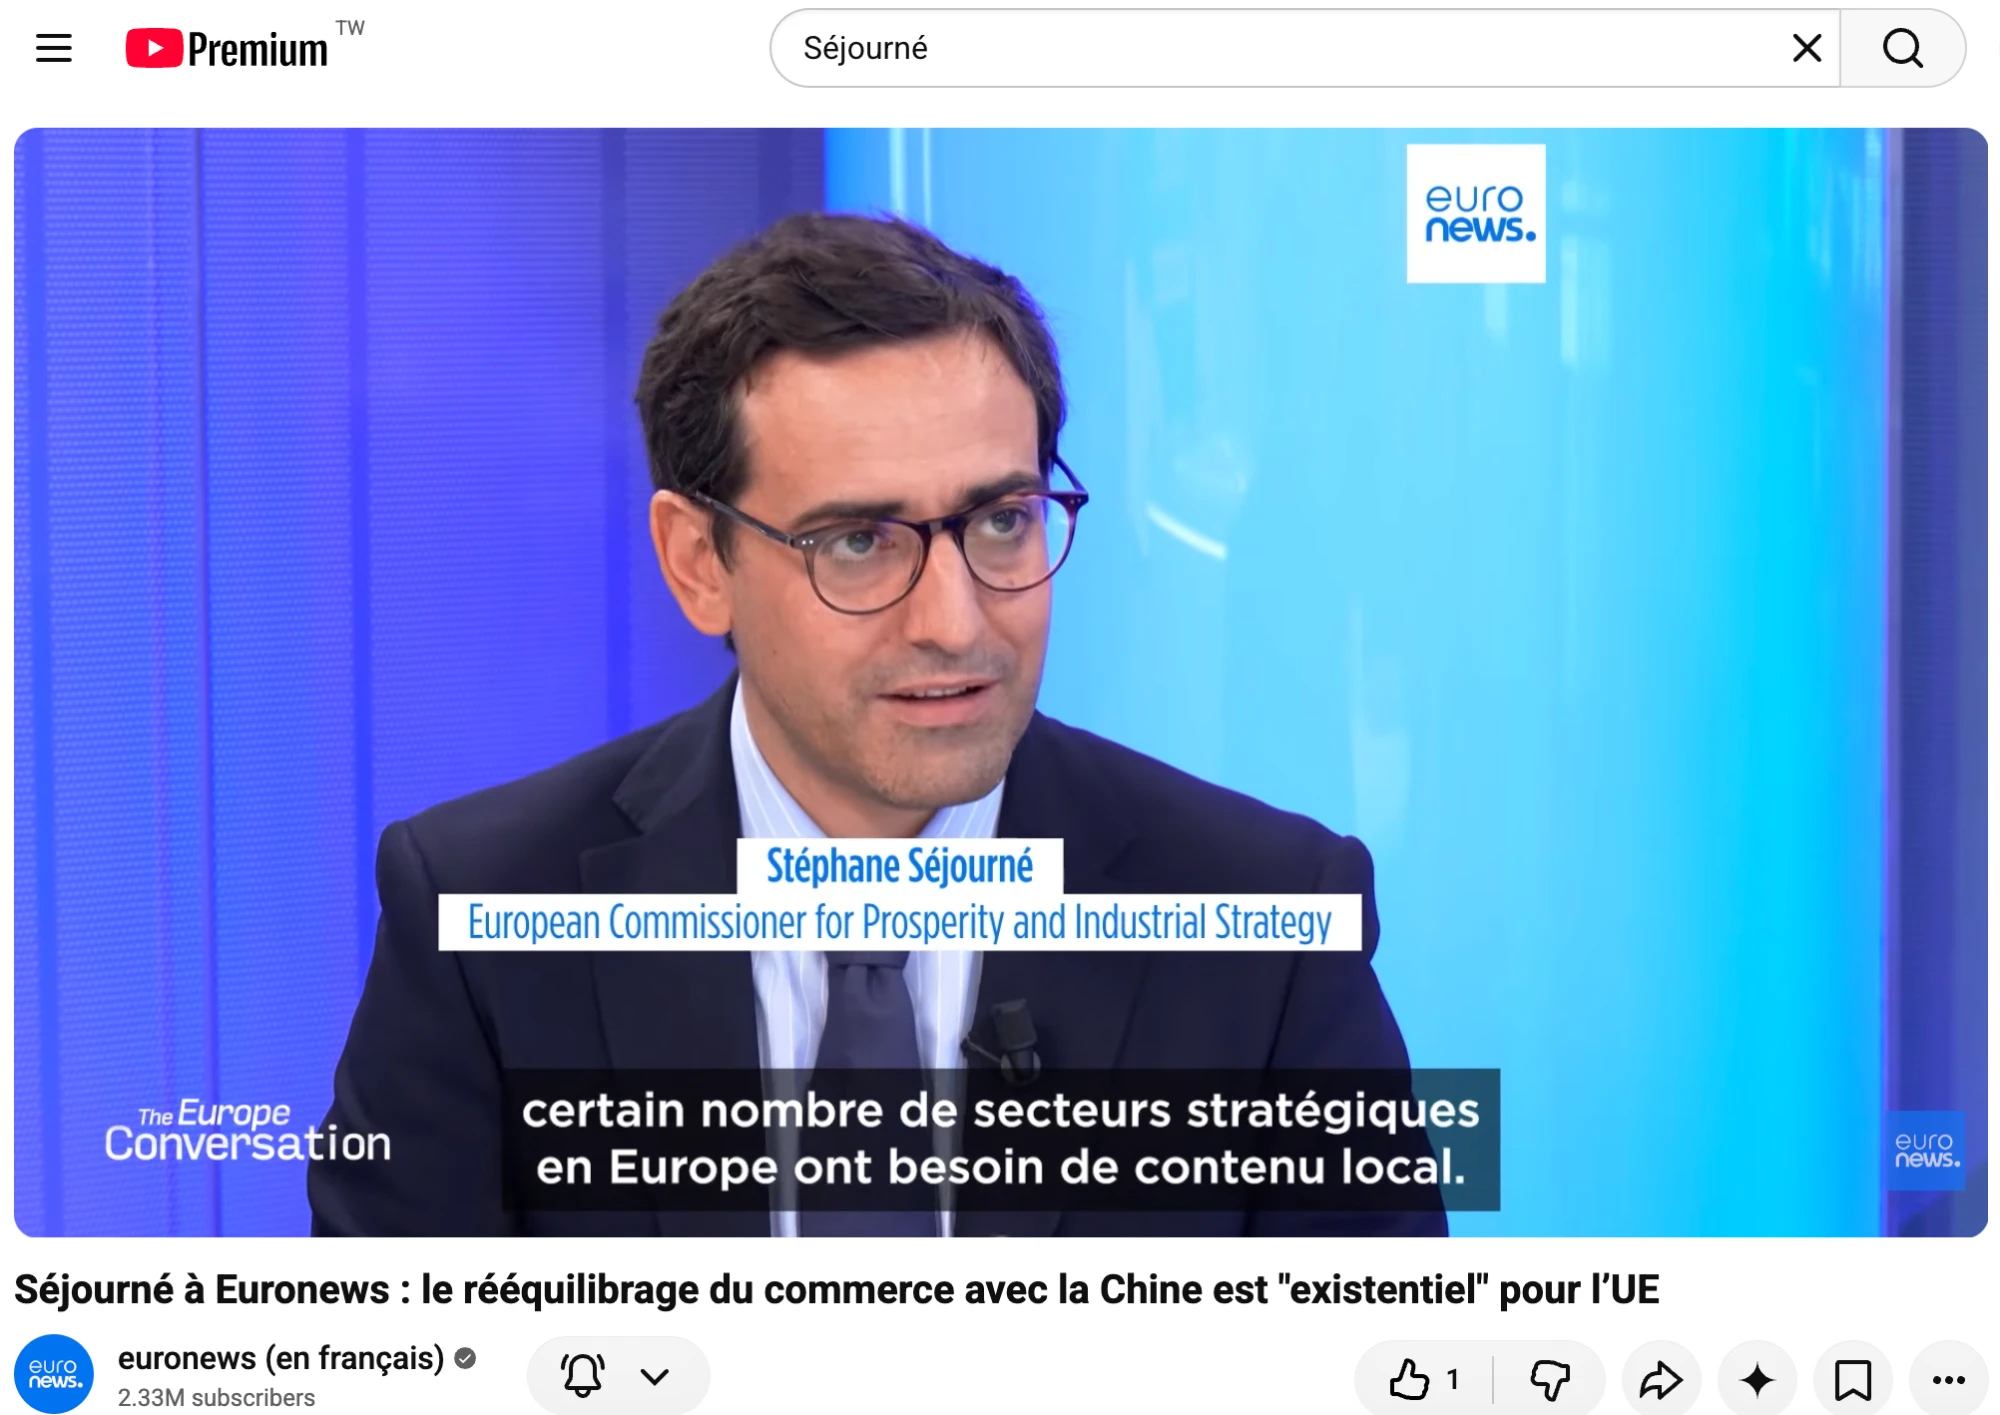 Premium TW
Séjourné
euro
news.
Stéphane Séjourné
European Commissioner for Prosperity and Industrial Strategy
certain nombre de secteurs stratégiques
en Europe ont besoin de contenu local.
The Europe
Conversation
euro
news.
Séjourné à Euronews : le rééquilibrage du commerce avec la Chine est "existentiel" pour l’UE
euro
news.
euronews (en français)
2.33M subscribers
1